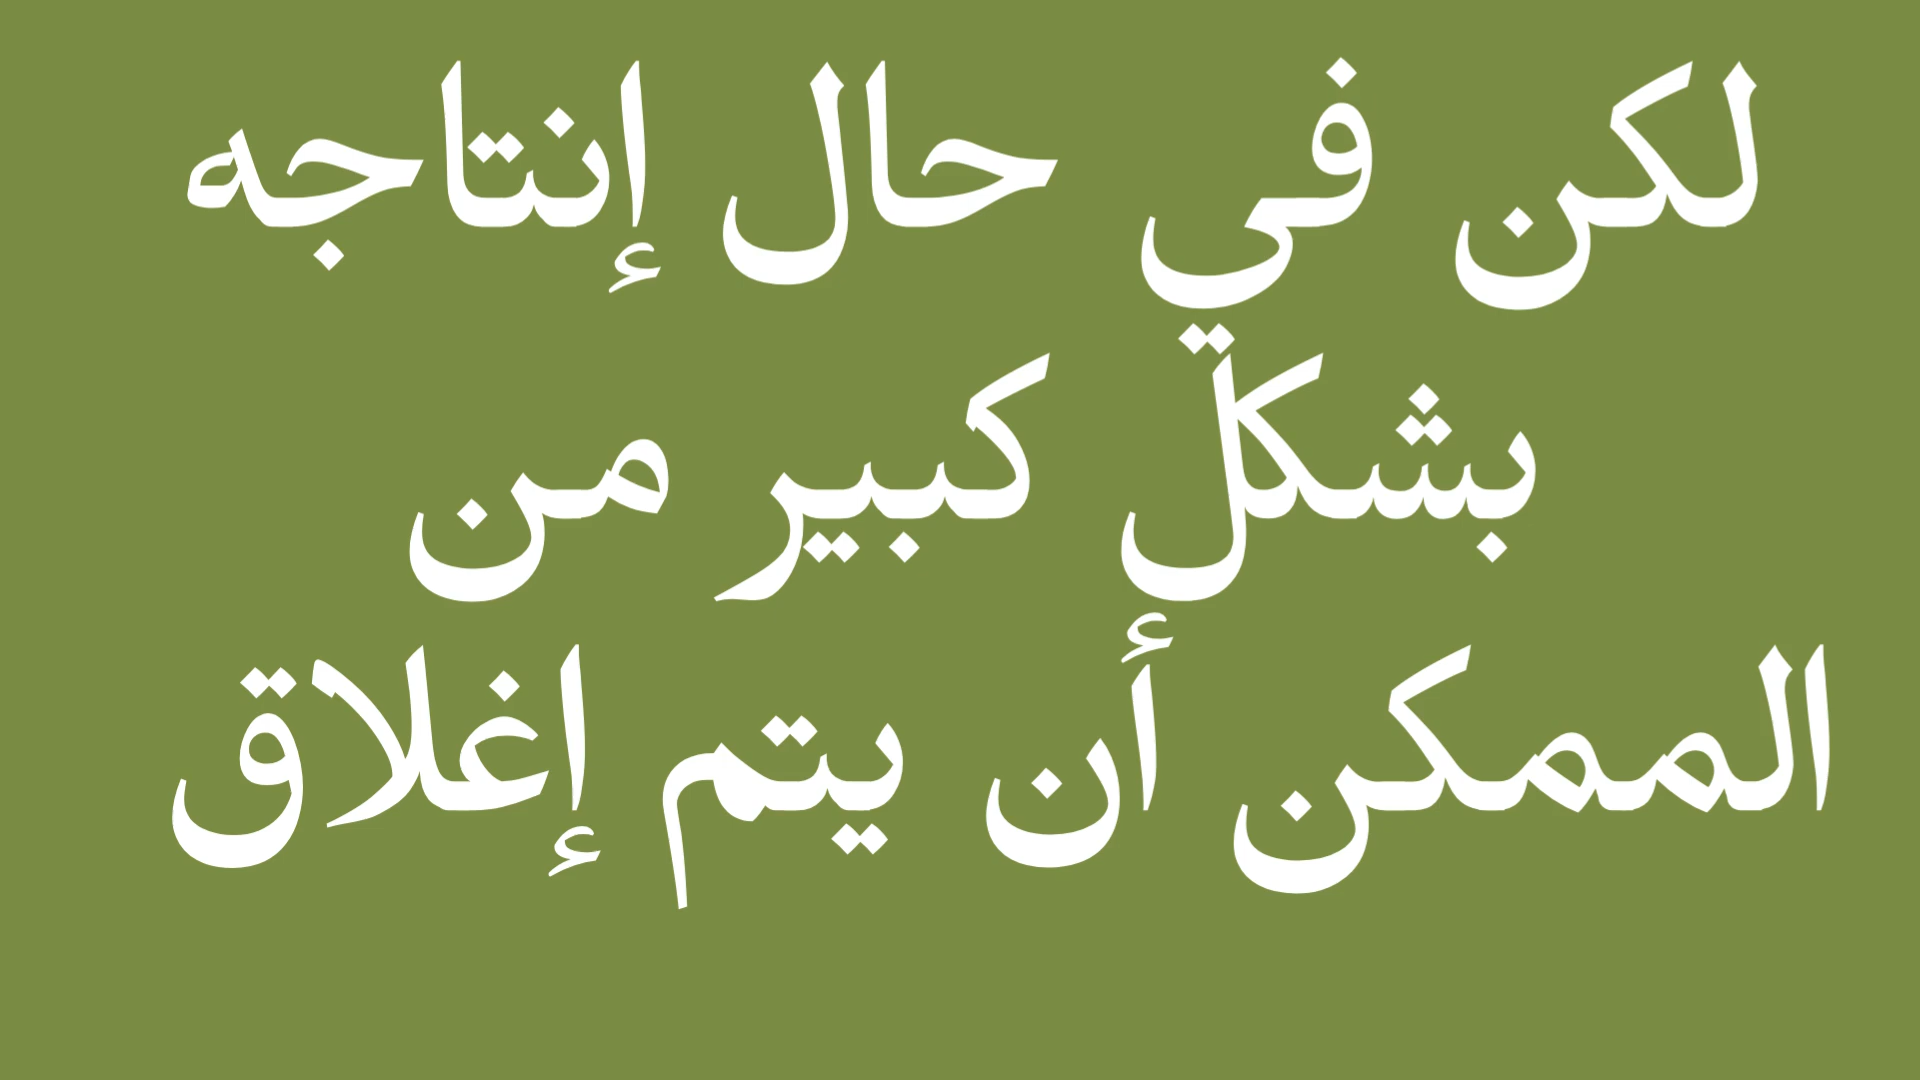 لكن في حال إنتاجه
بشكل كبير من
الممكن أن يتم إغلاق